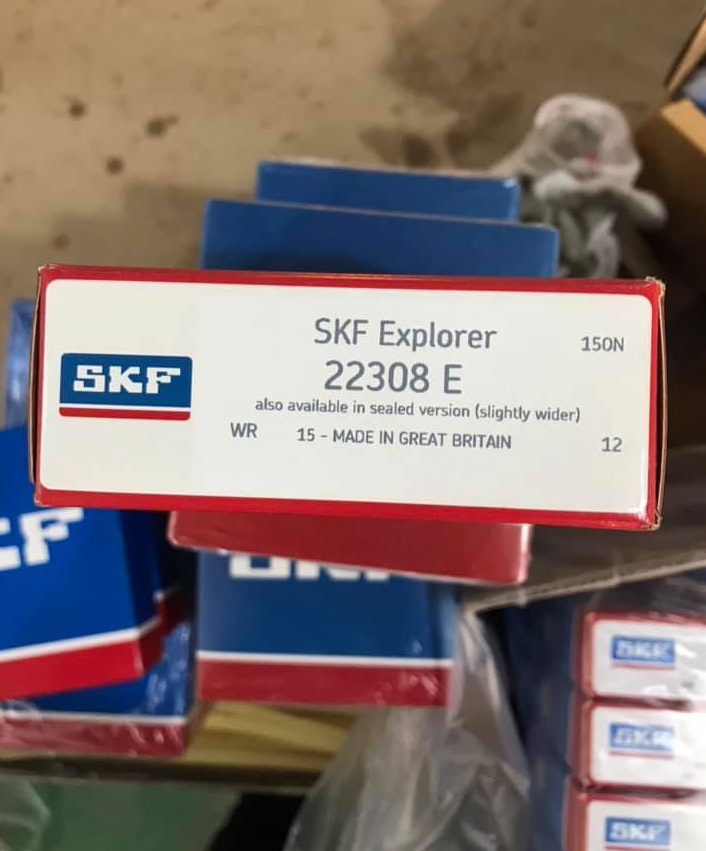 SKF Explorer
150N
SKF
22308 E
also available in sealed version (slightly wider)
WR 15 - MADE IN GREAT BRITAIN 12
SKF
SKF
SKF